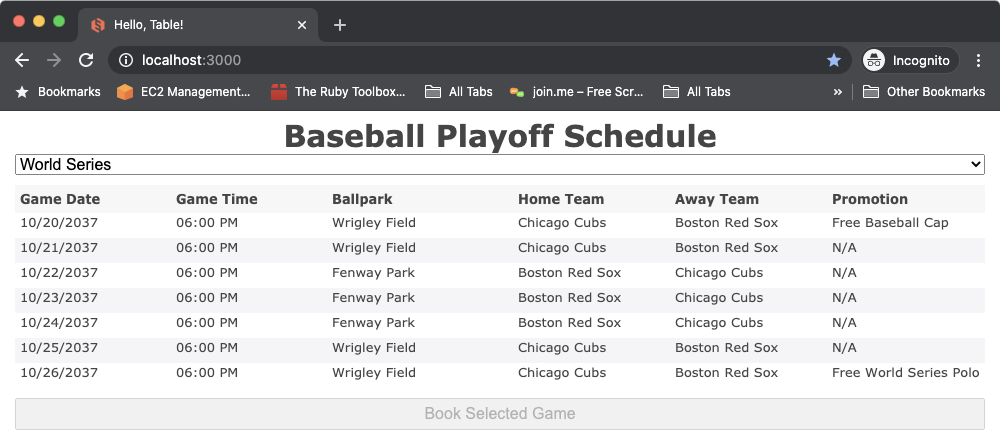 Hello, Table!
localhost:3000
Incognito
Bookmarks EC2 Management... The Ruby Toolbox... All Tabs join.me – Free Scr... All Tabs » Other Bookmarks
Baseball Playoff Schedule
World Series
Game Date Game Time Ballpark Home Team Away Team Promotion
10/20/2037 06:00 PM Wrigley Field Chicago Cubs Boston Red Sox Free Baseball Cap
10/21/2037 06:00 PM Wrigley Field Chicago Cubs Boston Red Sox N/A
10/22/2037 06:00 PM Fenway Park Boston Red Sox Chicago Cubs N/A
10/23/2037 06:00 PM Fenway Park Boston Red Sox Chicago Cubs N/A
10/24/2037 06:00 PM Fenway Park Boston Red Sox Chicago Cubs N/A
10/25/2037 06:00 PM Wrigley Field Chicago Cubs Boston Red Sox N/A
10/26/2037 06:00 PM Wrigley Field Chicago Cubs Boston Red Sox Free World Series Polo
Book Selected Game